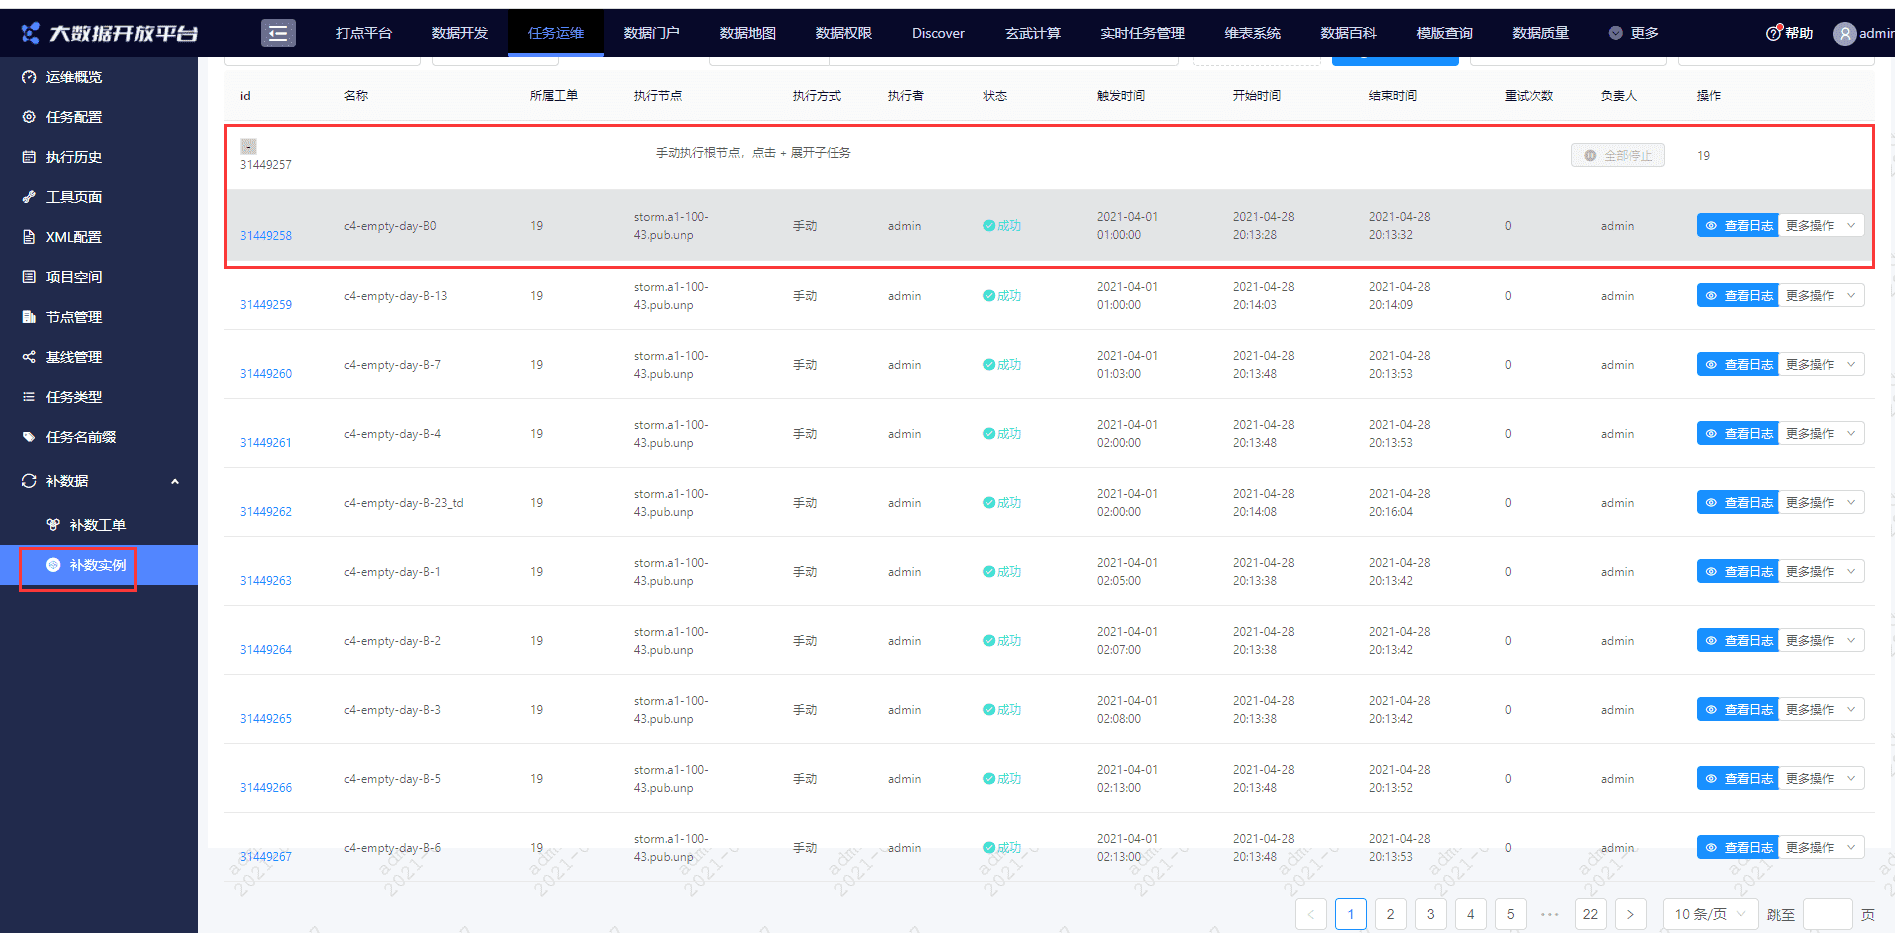 大数据开放平台
打点平台 数据开发 任务运维 数据门户 数据地图 数据权限 Discover 玄武计算 实时任务管理 维表系统 数据百科 模版查询 数据质量 更多 帮助 admin
运维概览
任务配置
执行历史
工具页面
XML配置
项目空间
节点管理
基线管理
任务类型
任务名前缀
补数据
补数工单
补数实例
id 名称 所属工单 执行节点 执行方式 执行者 状态 触发时间 开始时间 结束时间 重试次数 负责人 操作
-
31449257 手动执行根节点，点击 + 展开子任务 全部停止 19
31449258 c4-empty-day-B0 19 storm.a1-100-43.pub.unp 手动 admin 成功 2021-04-01 01:00:00 2021-04-28 20:13:28 2021-04-28 20:13:32 0 admin 查看日志 更多操作
31449259 c4-empty-day-B-13 19 storm.a1-100-43.pub.unp 手动 admin 成功 2021-04-01 01:00:00 2021-04-28 20:14:03 2021-04-28 20:14:09 0 admin 查看日志 更多操作
31449260 c4-empty-day-B-7 19 storm.a1-100-43.pub.unp 手动 admin 成功 2021-04-01 01:03:00 2021-04-28 20:13:48 2021-04-28 20:13:53 0 admin 查看日志 更多操作
31449261 c4-empty-day-B-4 19 storm.a1-100-43.pub.unp 手动 admin 成功 2021-04-01 02:00:00 2021-04-28 20:13:48 2021-04-28 20:13:53 0 admin 查看日志 更多操作
31449262 c4-empty-day-B-23_td 19 storm.a1-100-43.pub.unp 手动 admin 成功 2021-04-01 02:00:00 2021-04-28 20:14:08 2021-04-28 20:16:04 0 admin 查看日志 更多操作
31449263 c4-empty-day-B-1 19 storm.a1-100-43.pub.unp 手动 admin 成功 2021-04-01 02:05:00 2021-04-28 20:13:38 2021-04-28 20:13:42 0 admin 查看日志 更多操作
31449264 c4-empty-day-B-2 19 storm.a1-100-43.pub.unp 手动 admin 成功 2021-04-01 02:07:00 2021-04-28 20:13:38 2021-04-28 20:13:42 0 admin 查看日志 更多操作
31449265 c4-empty-day-B-3 19 storm.a1-100-43.pub.unp 手动 admin 成功 2021-04-01 02:08:00 2021-04-28 20:13:38 2021-04-28 20:13:42 0 admin 查看日志 更多操作
31449266 c4-empty-day-B-5 19 storm.a1-100-43.pub.unp 手动 admin 成功 2021-04-01 02:13:00 2021-04-28 20:13:48 2021-04-28 20:13:52 0 admin 查看日志 更多操作
31449267 c4-empty-day-B-6 19 storm.a1-100-43.pub.unp 手动 admin 成功 2021-04-01 02:13:00 2021-04-28 20:13:48 2021-04-28 20:13:53 0 admin 查看日志 更多操作
< 1 2 3 4 5 ••• 22 > 10 条/页 跳至 页